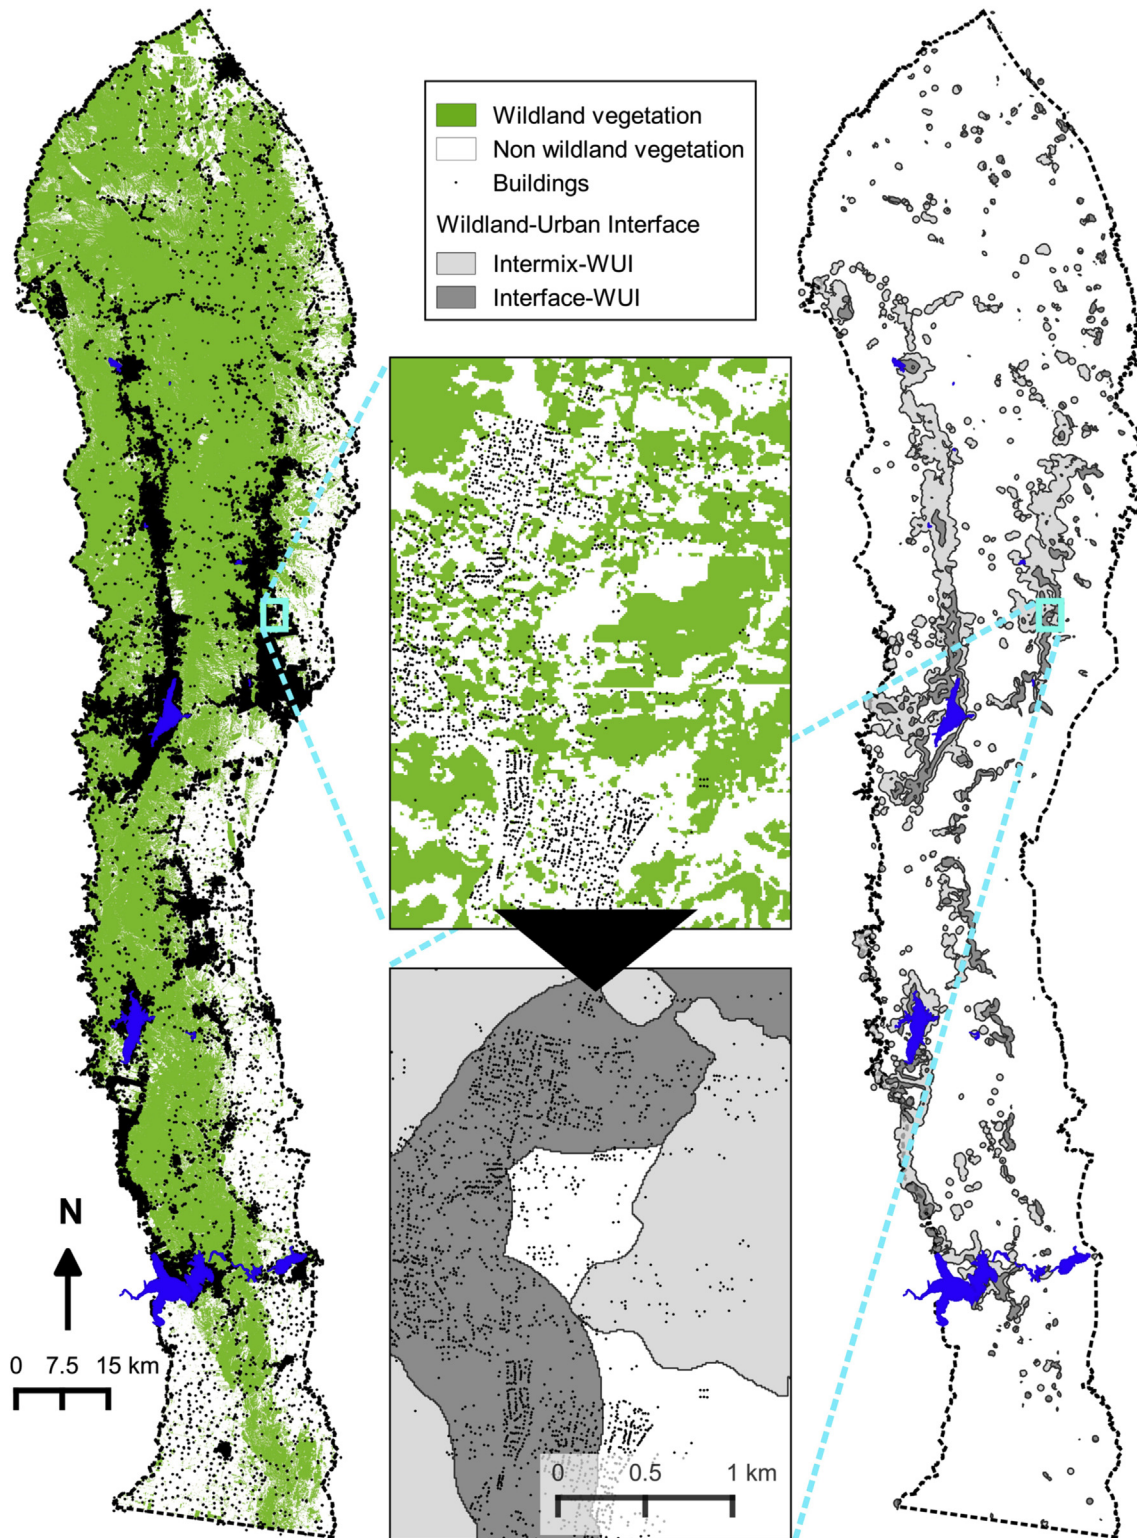 Wildland vegetation
Non wildland vegetation
Buildings
Wildland-Urban Interface
Intermix-WUI
Interface-WUI
N
0 7.5 15 km
0 0.5 1 km